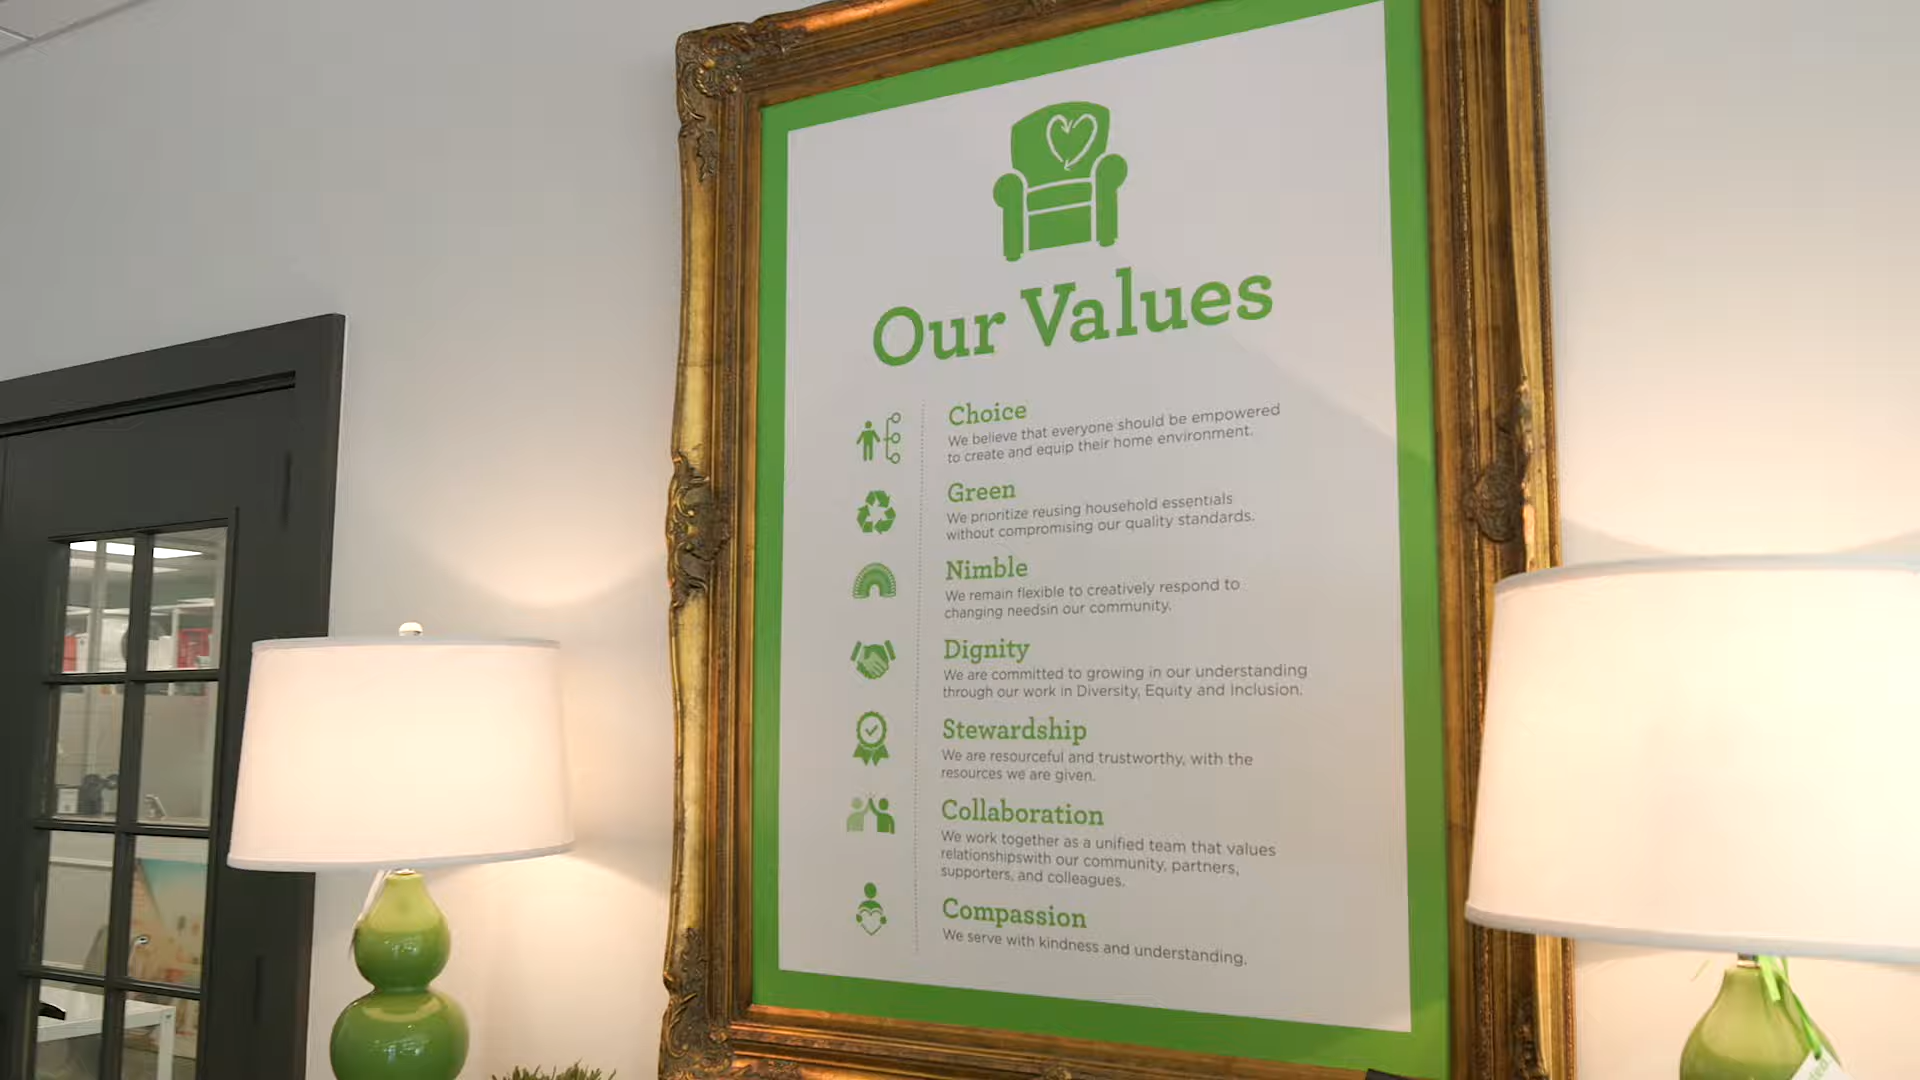 Our Values
Choice
We believe that everyone should be empowered
to create and equip their home environment.
Green
We prioritize reusing household essentials
without compromising our quality standards.
Nimble
We remain flexible to creatively respond to
changing needsin our community.
Dignity
We are committed to growing in our understanding
through our work in Diversity, Equity and Inclusion.
Stewardship
We are resourceful and trustworthy, with the
resources we are given.
Collaboration
We work together as a unified team that values
relationshipswith our community, partners,
supporters, and colleagues.
Compassion
We serve with kindness and understanding.